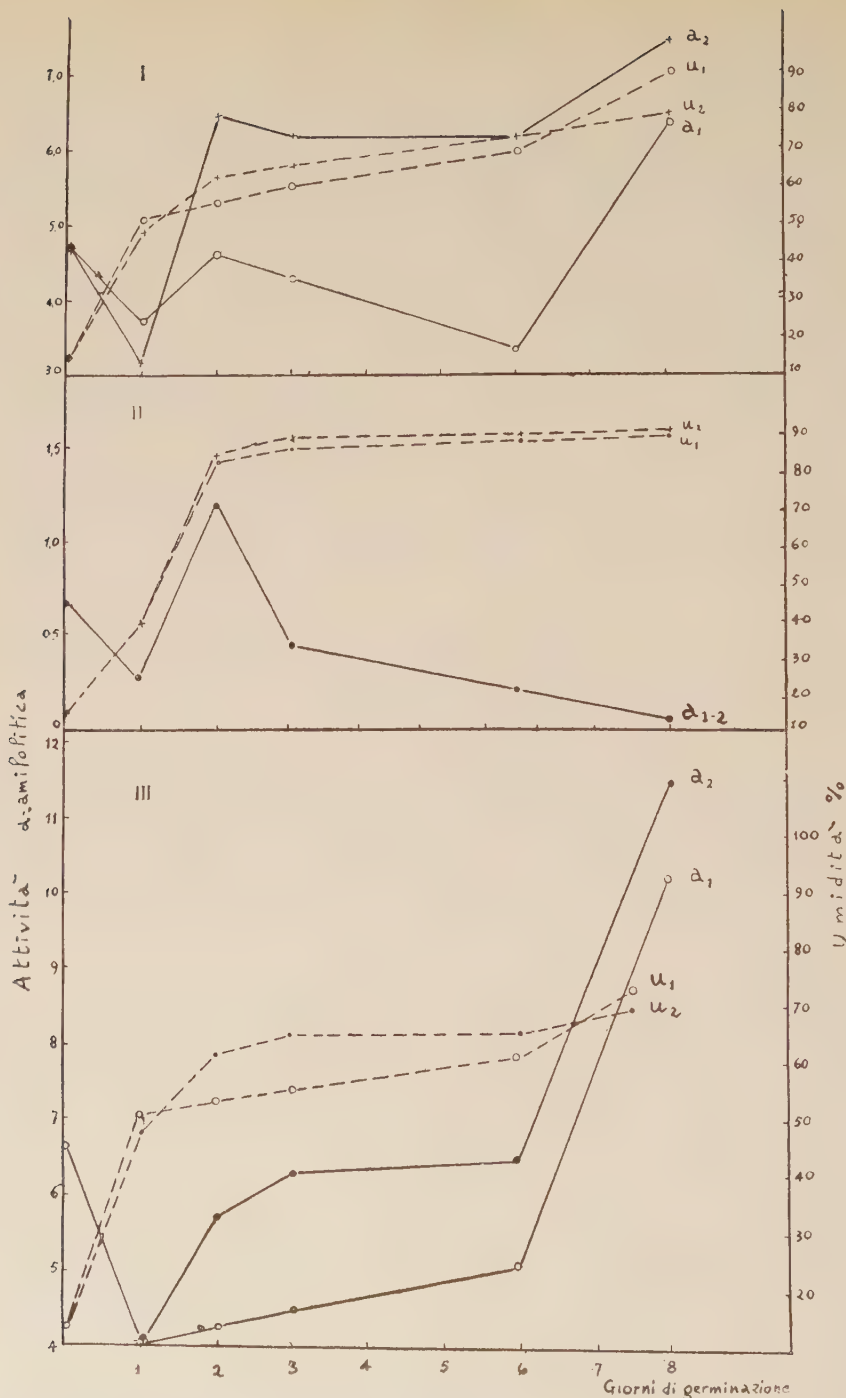 I
a₂
u₁
u₂
a₁
7,0
6,0
5,0
4,0
3,0
90
80
70
60
50
40
30
20
10
II
u₂
u₁
a₁₋₂
1,5
1,0
0,5
0
90
80
70
60
50
40
30
20
10
III
a₂
a₁
u₁
u₂
12
11
10
9
8
7
6
5
4
100
90
80
70
60
50
40
30
20
Attività α-amilolitica
Umidità %
1 2 3 4 5 6 7 8
Giorni di germinazione